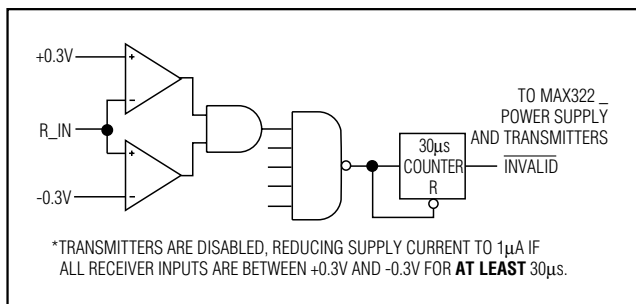 +0.3V
+
-
R_IN
+
-
-0.3V
TO MAX322 _
POWER SUPPLY
AND TRANSMITTERS
30µs
COUNTER
R
INVALID
*TRANSMITTERS ARE DISABLED, REDUCING SUPPLY CURRENT TO 1µA IF
ALL RECEIVER INPUTS ARE BETWEEN +0.3V AND -0.3V FOR AT LEAST 30µs.